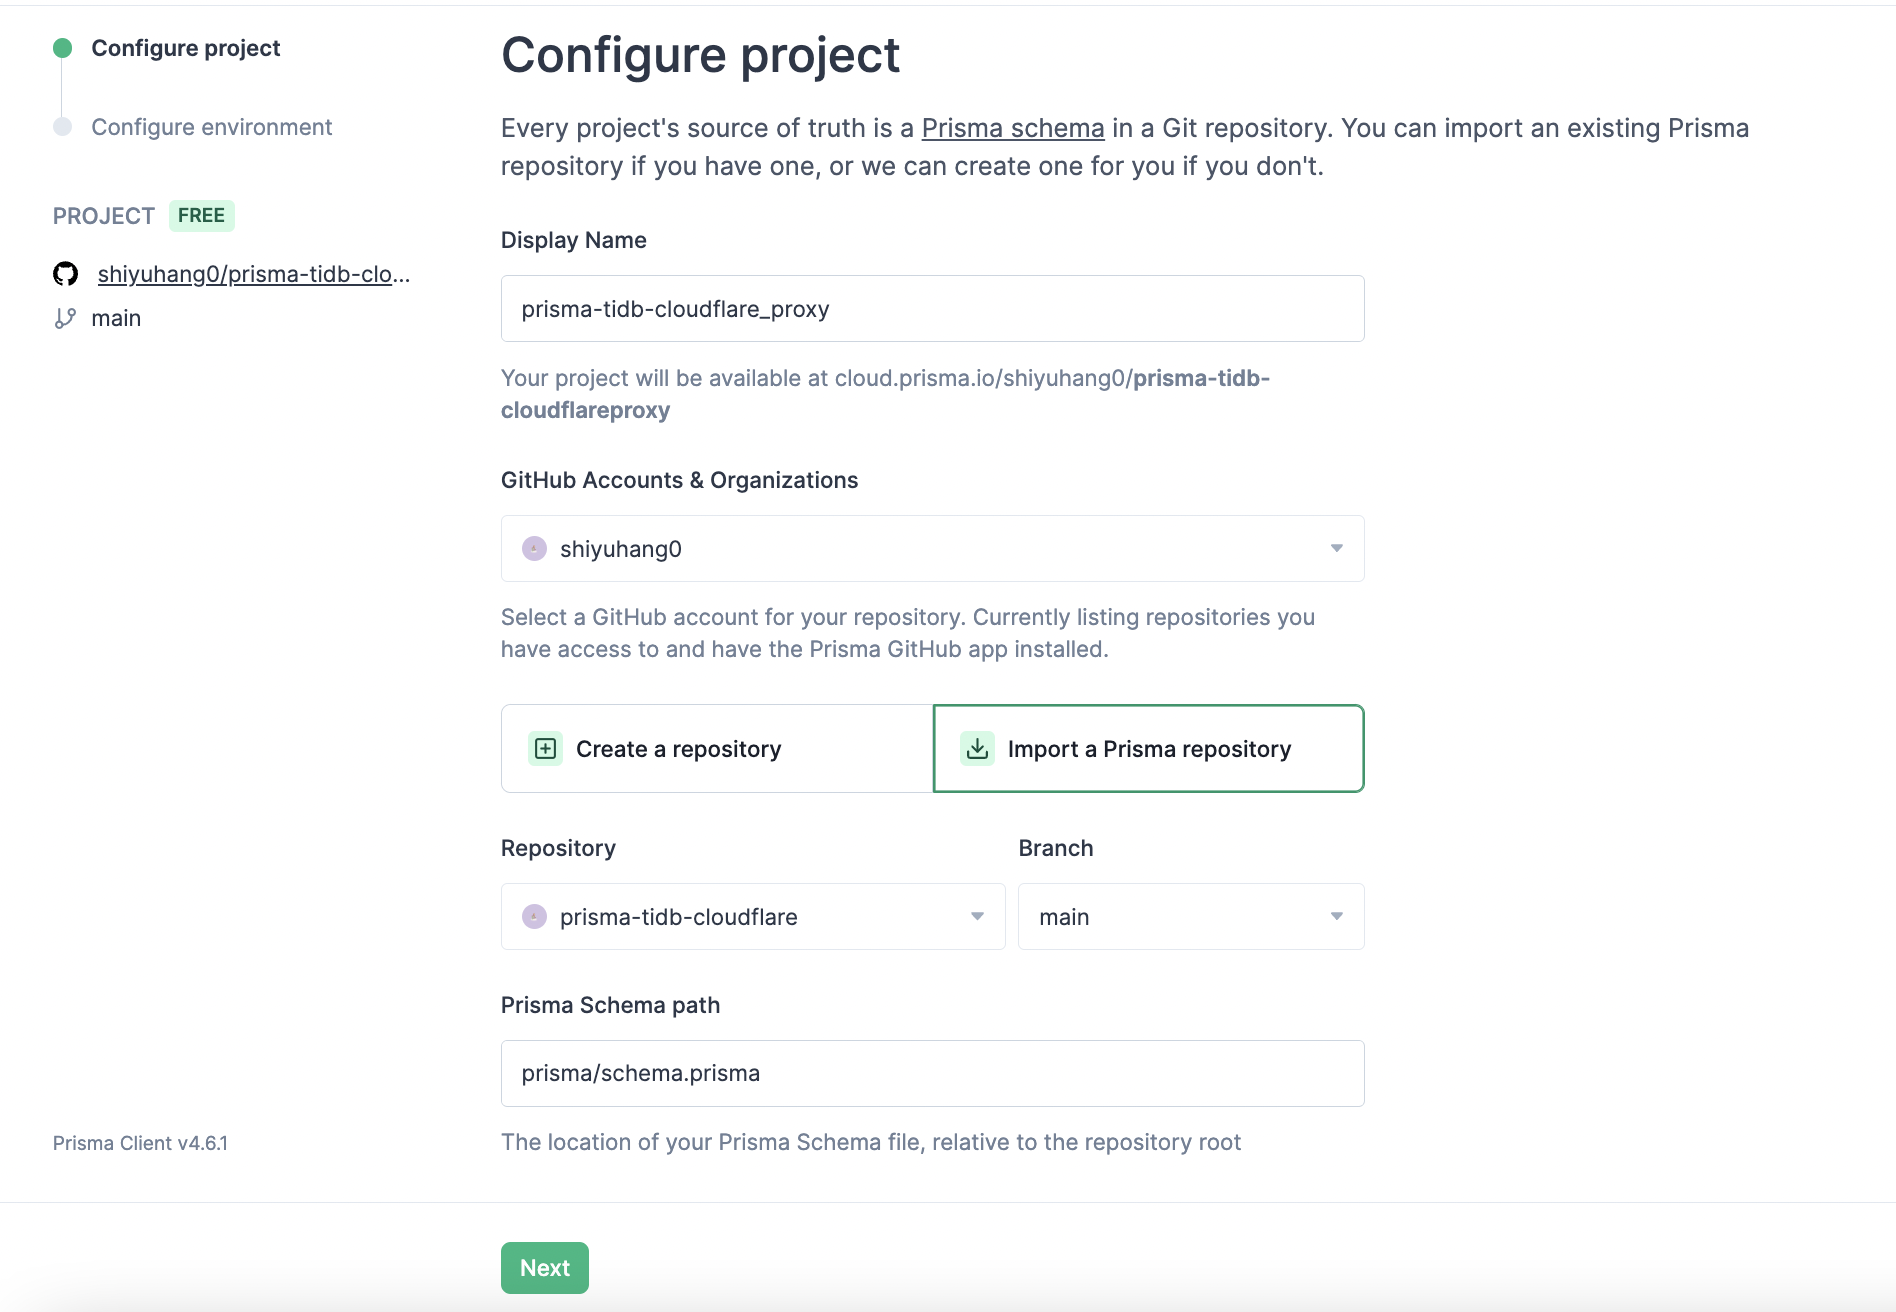 Configure project
Configure environment
PROJECT FREE
shiyuhang0/prisma-tidb-clo...
main
Prisma Client v4.6.1
Configure project
Every project's source of truth is a Prisma schema in a Git repository. You can import an existing Prisma
repository if you have one, or we can create one for you if you don't.
Display Name
prisma-tidb-cloudflare_proxy
Your project will be available at cloud.prisma.io/shiyuhang0/prisma-tidb-
cloudflareproxy
GitHub Accounts & Organizations
shiyuhang0
Select a GitHub account for your repository. Currently listing repositories you
have access to and have the Prisma GitHub app installed.
Create a repository
Import a Prisma repository
Repository
Branch
prisma-tidb-cloudflare
main
Prisma Schema path
prisma/schema.prisma
The location of your Prisma Schema file, relative to the repository root
Next